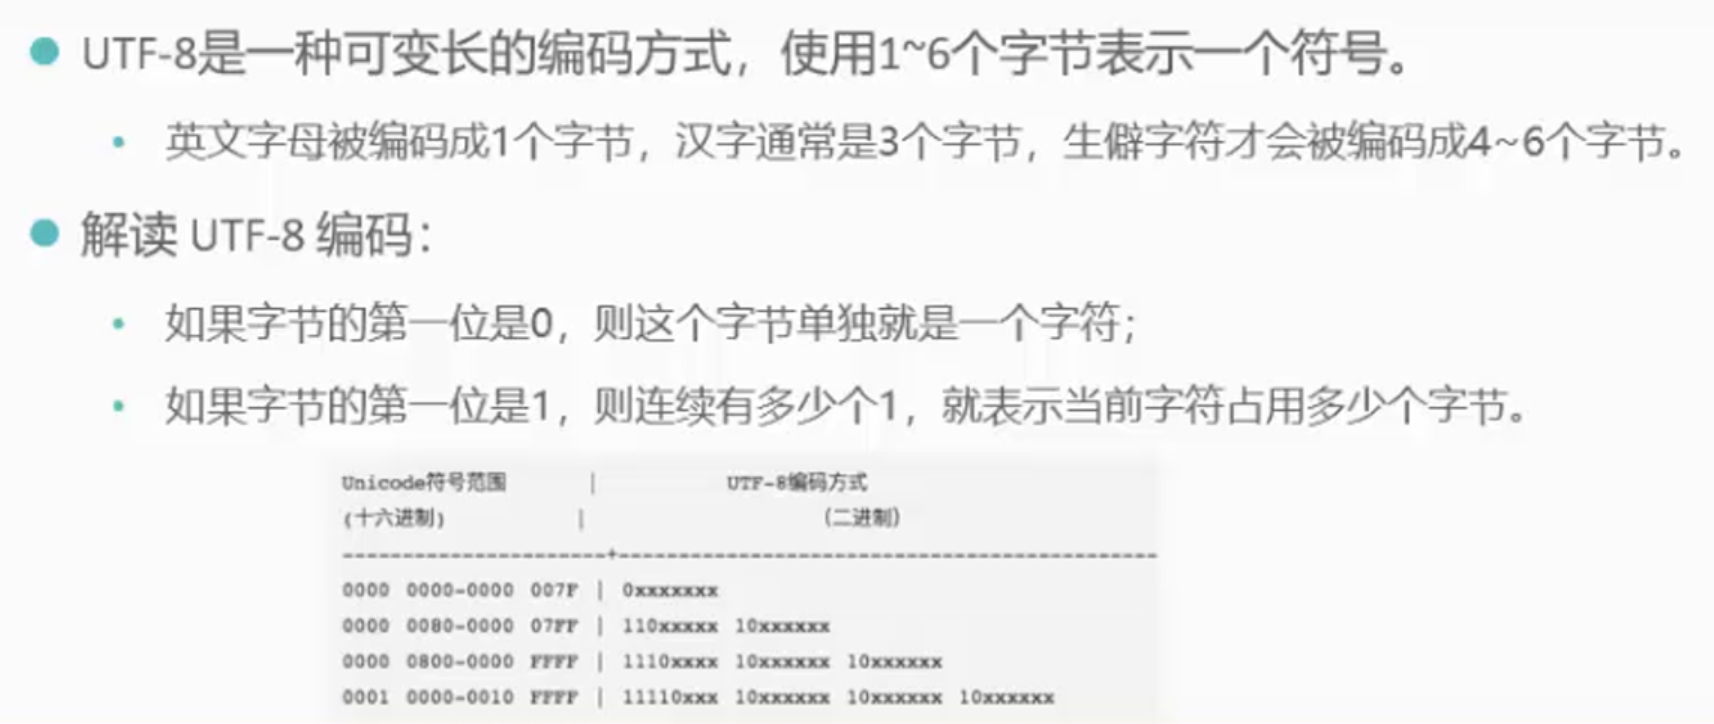 UTF-8是一种可变长的编码方式，使用1~6个字节表示一个符号。
英文字母被编码成1个字节，汉字通常是3个字节，生僻字符才会被编码成4~6个字节。
解读 UTF-8 编码：
如果字节的第一位是0，则这个字节单独就是一个字符；
如果字节的第一位是1，则连续有多少个1，就表示当前字符占用多少个字节。
Unicode符号范围 | UTF-8编码方式
(十六进制) | （二进制）
----------------------+---------------------------------------------
0000 0000-0000 007F | 0xxxxxxx
0000 0080-0000 07FF | 110xxxxx 10xxxxxx
0000 0800-0000 FFFF | 1110xxxx 10xxxxxx 10xxxxxx
0001 0000-0010 FFFF | 11110xxx 10xxxxxx 10xxxxxx 10xxxxxx